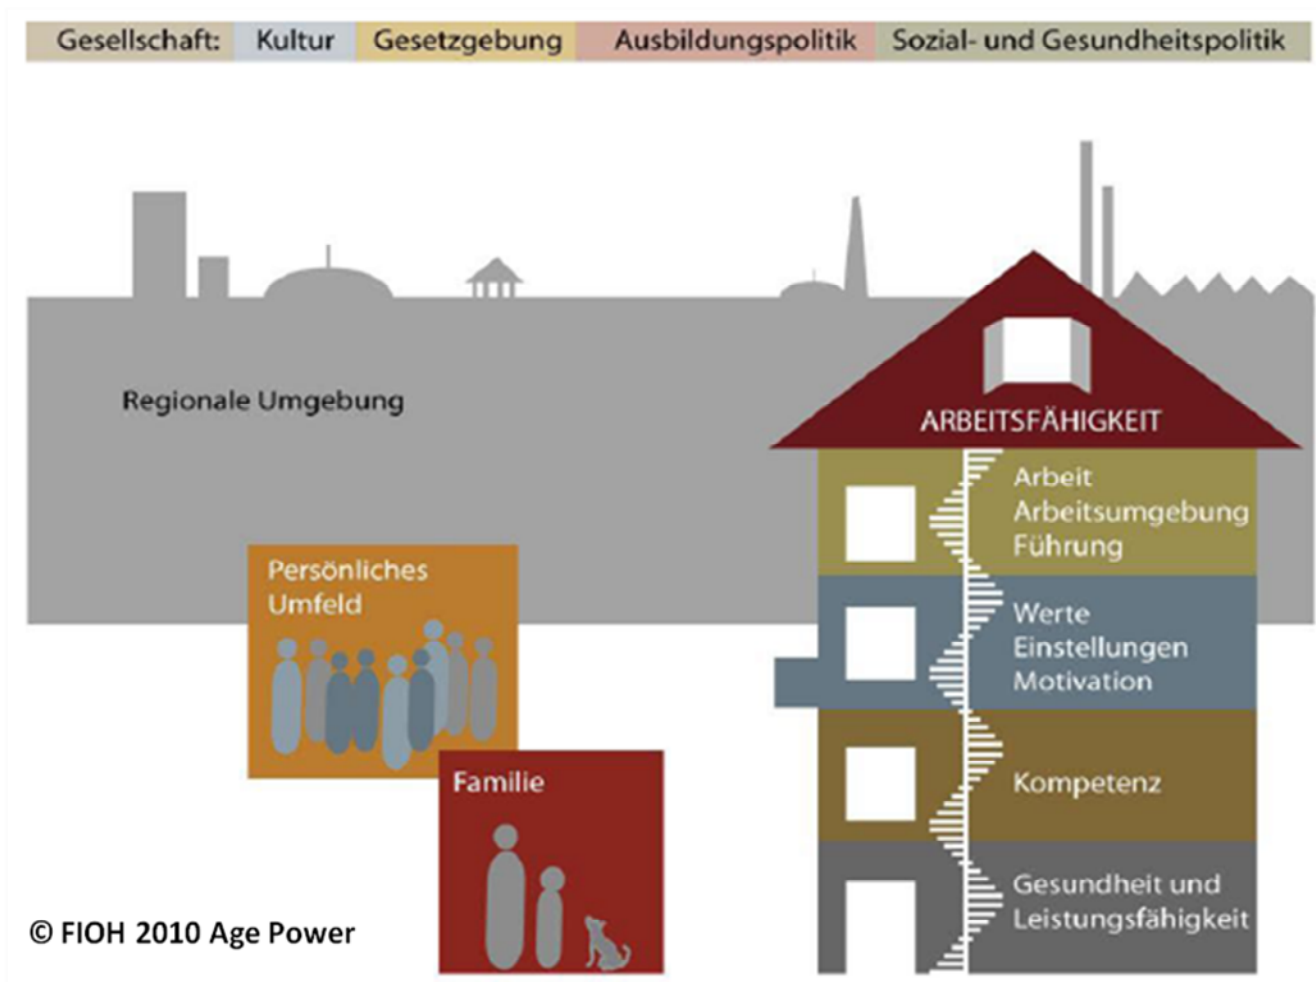 Gesellschaft: Kultur Gesetzgebung Ausbildungspolitik Sozial- und Gesundheitspolitik
Regionale Umgebung
ARBEITSFÄHIGKEIT
Arbeit
Arbeitsumgebung
Führung
Werte
Einstellungen
Motivation
Kompetenz
Gesundheit und
Leistungsfähigkeit
Persönliches
Umfeld
Familie
© FIOH 2010 Age Power